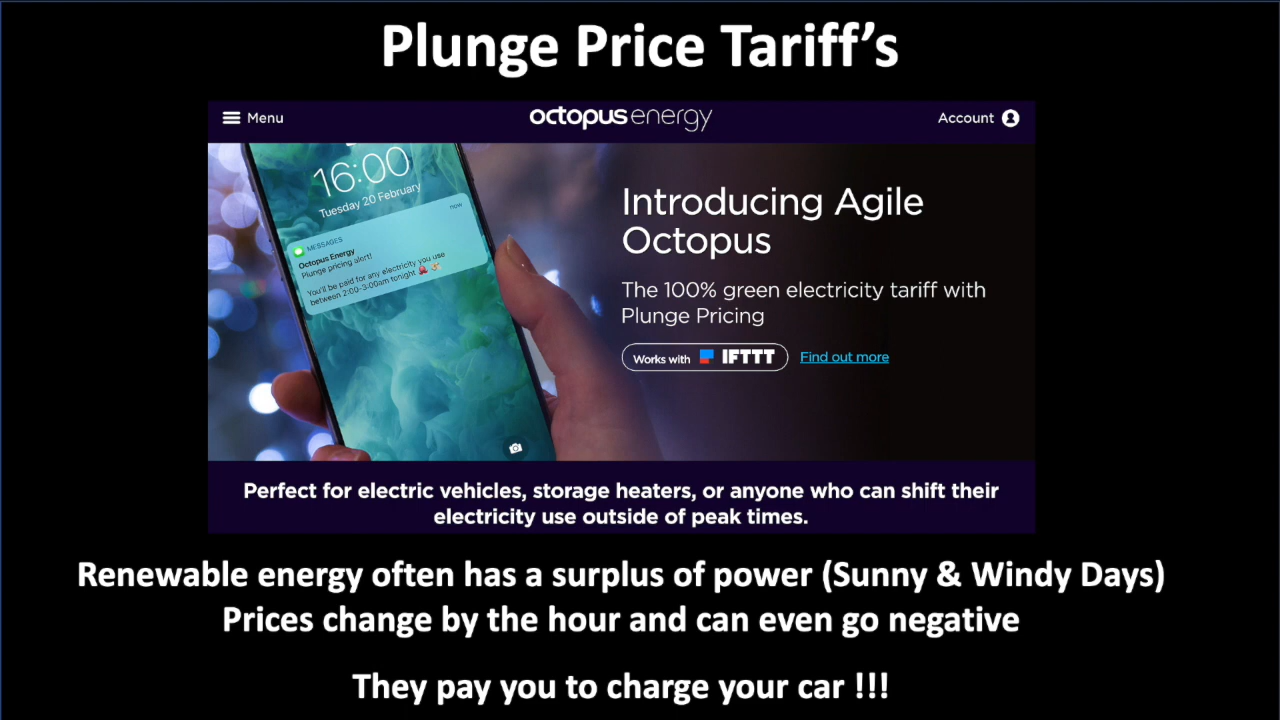 Plunge Price Tariff's
Menu
octopus energy
Account
16:00
Tuesday 20 February
MESSAGES
now
Octopus Energy
Plunge pricing alert!
You'll be paid for any electricity you use
between 2:00-3:00am tonight
Introducing Agile
Octopus
The 100% green electricity tariff with
Plunge Pricing
Works with IFTTT
Find out more
Perfect for electric vehicles, storage heaters, or anyone who can shift their
electricity use outside of peak times.
Renewable energy often has a surplus of power (Sunny & Windy Days)
Prices change by the hour and can even go negative
They pay you to charge your car !!!